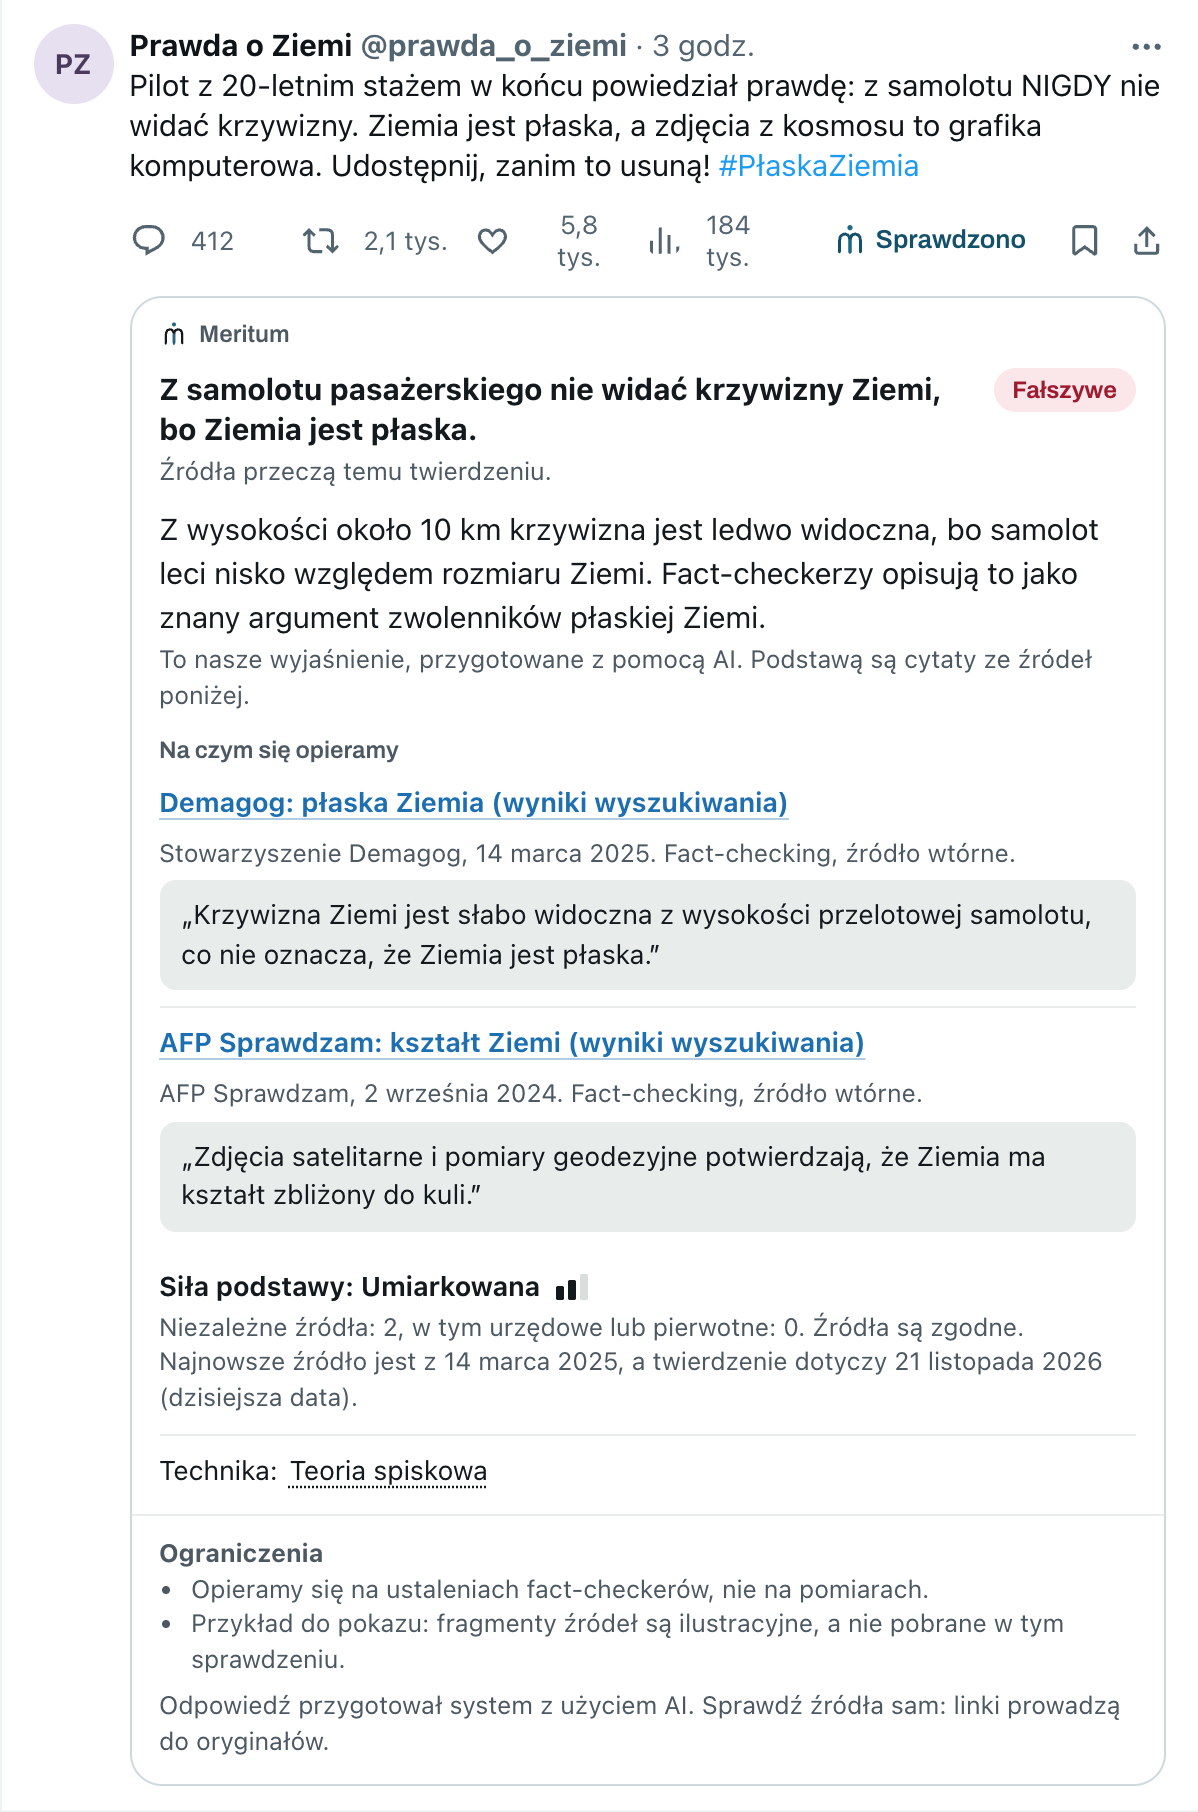 PZ
Prawda o Ziemi @prawda_o_ziemi · 3 godz.
Pilot z 20-letnim stażem w końcu powiedział prawdę: z samolotu NIGDY nie
widać krzywizny. Ziemia jest płaska, a zdjęcia z kosmosu to grafika
komputerowa. Udostępnij, zanim to usuną! #PłaskaZiemia
412
2,1 tys.
5,8
tys.
184
tys.
Sprawdzono
Meritum
Z samolotu pasażerskiego nie widać krzywizny Ziemi,
bo Ziemia jest płaska.
Fałszywe
Źródła przeczą temu twierdzeniu.
Z wysokości około 10 km krzywizna jest ledwo widoczna, bo samolot
leci nisko względem rozmiaru Ziemi. Fact-checkerzy opisują to jako
znany argument zwolenników płaskiej Ziemi.
To nasze wyjaśnienie, przygotowane z pomocą AI. Podstawą są cytaty ze źródeł
poniżej.
Na czym się opieramy
Demagog: płaska Ziemia (wyniki wyszukiwania)
Stowarzyszenie Demagog, 14 marca 2025. Fact-checking, źródło wtórne.
„Krzywizna Ziemi jest słabo widoczna z wysokości przelotowej samolotu,
co nie oznacza, że Ziemia jest płaska.”
AFP Sprawdzam: kształt Ziemi (wyniki wyszukiwania)
AFP Sprawdzam, 2 września 2024. Fact-checking, źródło wtórne.
„Zdjęcia satelitarne i pomiary geodezyjne potwierdzają, że Ziemia ma
kształt zbliżony do kuli.”
Siła podstawy: Umiarkowana
Niezależne źródła: 2, w tym urzędowe lub pierwotne: 0. Źródła są zgodne.
Najnowsze źródło jest z 14 marca 2025, a twierdzenie dotyczy 21 listopada 2026
(dzisiejsza data).
Technika: Teoria spiskowa
Ograniczenia
• Opieramy się na ustaleniach fact-checkerów, nie na pomiarach.
• Przykład do pokazu: fragmenty źródeł są ilustracyjne, a nie pobrane w tym
sprawdzeniu.
Odpowiedź przygotował system z użyciem AI. Sprawdź źródła sam: linki prowadzą
do oryginałów.